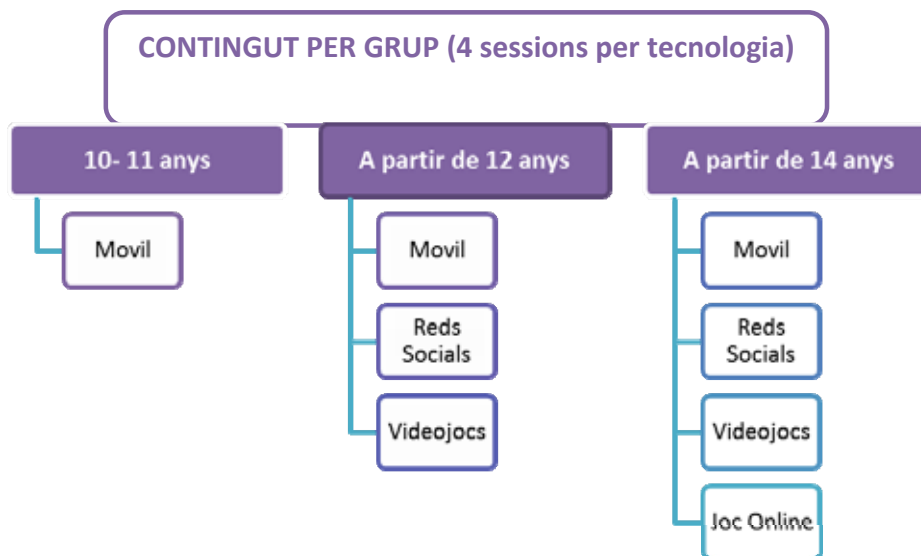 CONTINGUT PER GRUP (4 sessions per tecnologia)
10- 11 anys
Movil
A partir de 12 anys
Movil
Reds
Socials
Videojocs
A partir de 14 anys
Movil
Reds
Socials
Videojocs
Joc Online